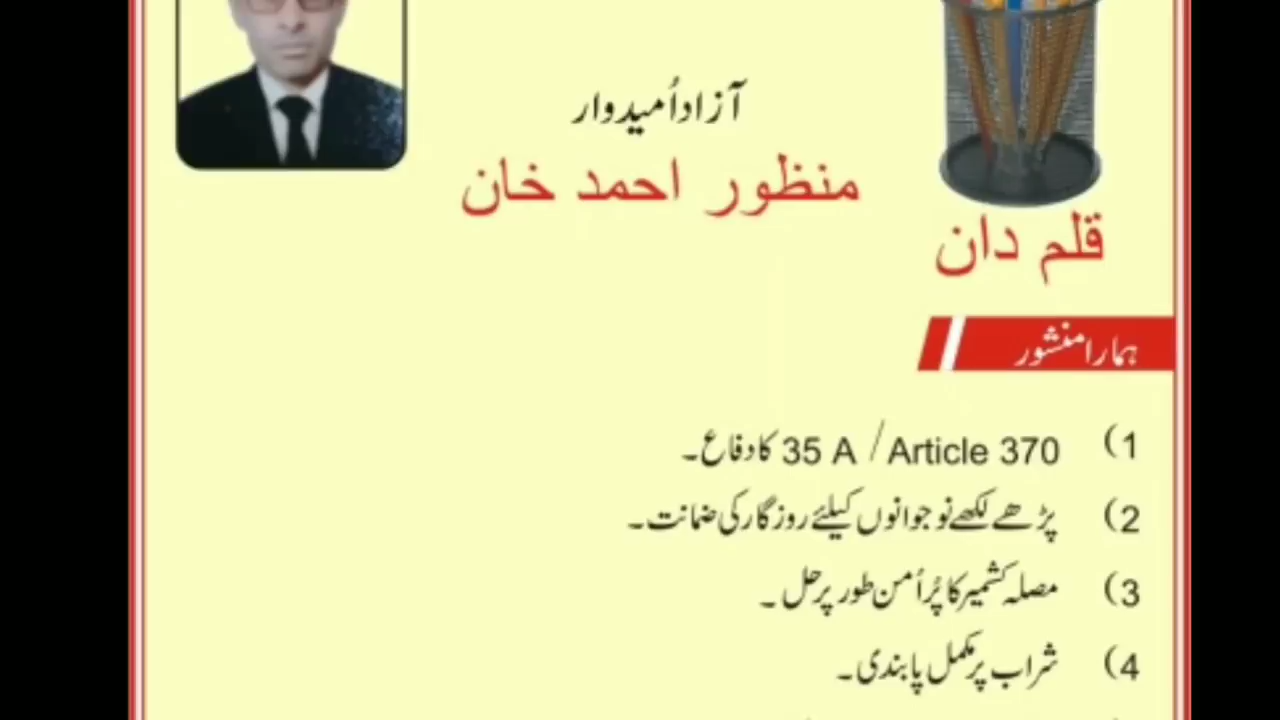 آزاد اُمیدوار
منظور احمد خان
قلم دان
ہمارا منشور
1) Article 370 / 35 A کا دفاع۔
2) پڑھے لکھے نوجوانوں کیلئے روزگار کی ضمانت۔
3) مصلہ کشمیر کا پُر اُمن طور پر حل ۔
4) شراب پر مکمل پابندی۔